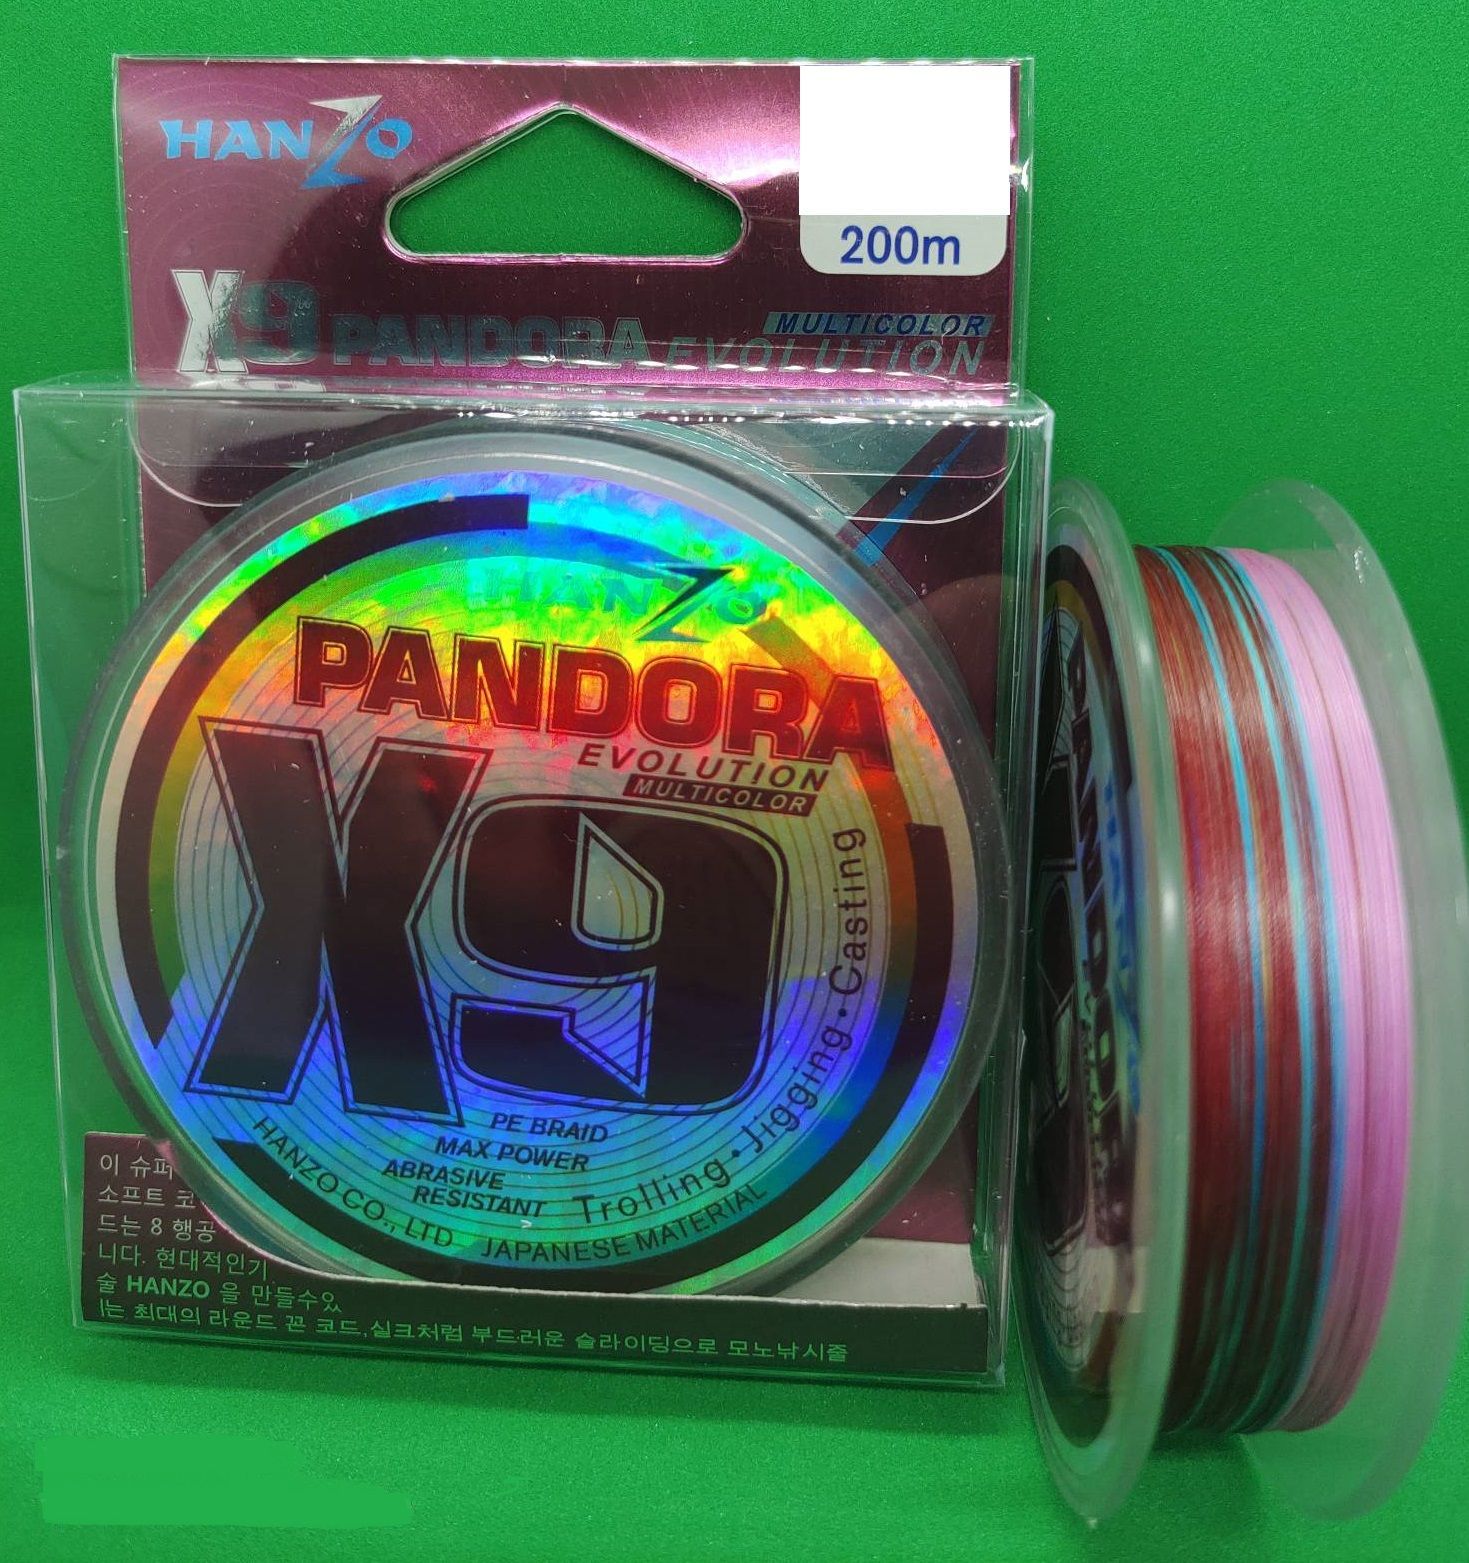 HANZO
200m
X9 PANDORA EVOLUTION
MULTICOLOR
HANZO
PANDORA
EVOLUTION
MULTICOLOR
X9
PE BRAID
MAX POWER
ABRASIVE
RESISTANT
Trolling · Jigging · Casting
HANZO CO., LTD JAPANESE MATERIAL
이 슈퍼
소프트 코
드는 8 행공
니다. 현대적인기
술 HANZO 을 만들수있
는 최대의 라운드 꼰 코드, 실크처럼 부드러운 슬라이딩으로 모노낚시줄
PANDORA